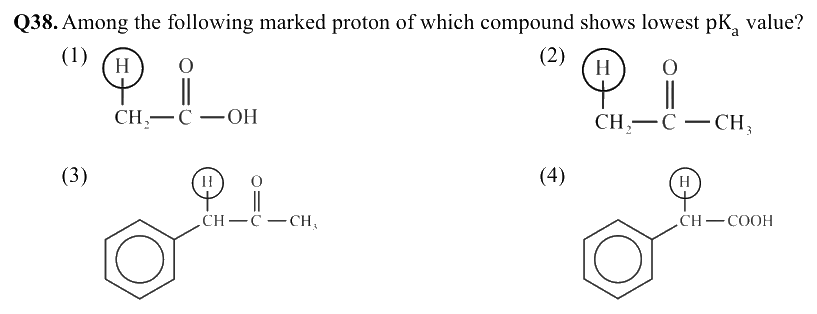 Q38. Among the following marked proton of which compound shows lowest pKₐ value?
(1) H O
CH₂—C—OH
(2) H O
CH₂—C—CH₃
(3) H O
CH—C—CH₃
(4) H
CH—COOH